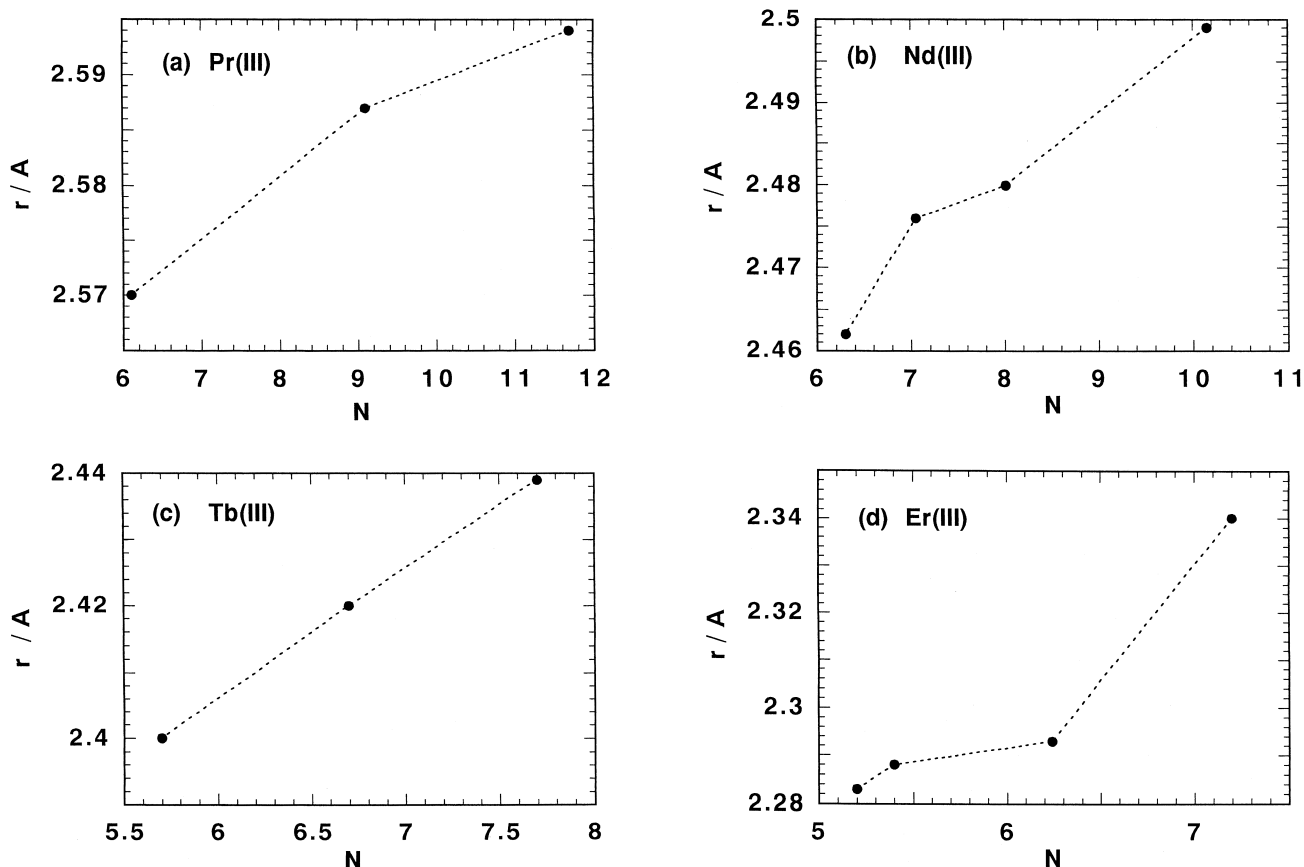 (a) Pr(III)
2.59
2.58
2.57
r / A
6 7 8 9 10 11 12
N
(b) Nd(III)
2.5
2.49
2.48
2.47
2.46
r / A
6 7 8 9 10 11
N
(c) Tb(III)
2.44
2.42
2.4
r / A
5.5 6 6.5 7 7.5 8
N
(d) Er(III)
2.34
2.32
2.3
2.28
r / A
5 6 7
N